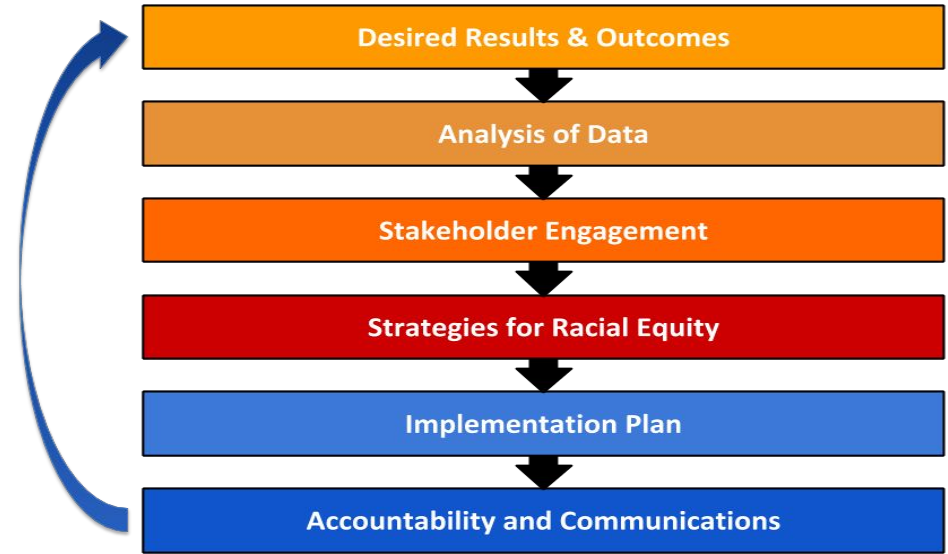 Desired Results & Outcomes
Analysis of Data
Stakeholder Engagement
Strategies for Racial Equity
Implementation Plan
Accountability and Communications